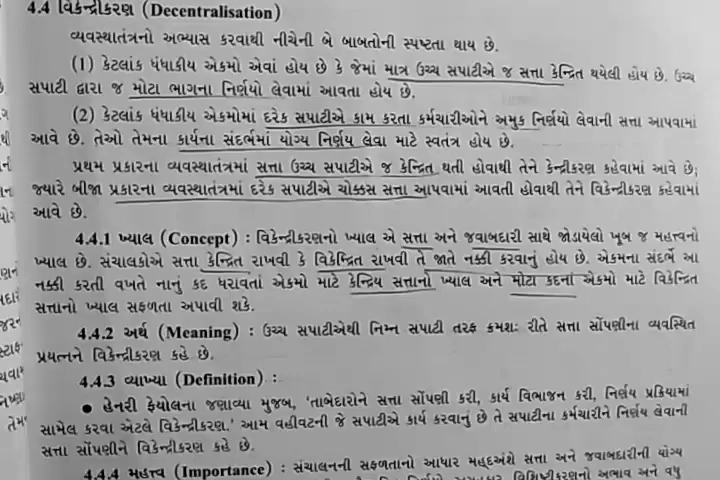 4.4 વિકેન્દ્રીકરણ (Decentralisation)
વ્યવસ્થાતંત્રનો અભ્યાસ કરવાથી નીચેની બે બાબતોની સ્પષ્ટતા થાય છે.
(1) કેટલાંક ધંધાકીય એકમો એવાં હોય છે કે જેમાં માત્ર ઉચ્ચ સપાટીએ જ સત્તા કેન્દ્રિત થયેલી હોય છે. ઉચ્ચ
સપાટી દ્વારા જ મોટા ભાગના નિર્ણયો લેવામાં આવતા હોય છે.
(2) કેટલાંક ધંધાકીય એકમોમાં દરેક સપાટીએ કામ કરતા કર્મચારીઓને અમુક નિર્ણયો લેવાની સત્તા આપવામાં
આવે છે. તેઓ તેમના કાર્યના સંદર્ભમાં યોગ્ય નિર્ણય લેવા માટે સ્વતંત્ર હોય છે.
પ્રથમ પ્રકારના વ્યવસ્થાતંત્રમાં સત્તા ઉચ્ચ સપાટીએ જ કેન્દ્રિત થતી હોવાથી તેને કેન્દ્રીકરણ કહેવામાં આવે છે;
જ્યારે બીજા પ્રકારના વ્યવસ્થાતંત્રમાં દરેક સપાટીએ ચોક્કસ સત્તા આપવામાં આવતી હોવાથી તેને વિકેન્દ્રીકરણ કહેવામાં
આવે છે.
4.4.1 ખ્યાલ (Concept) : વિકેન્દ્રીકરણનો ખ્યાલ એ સત્તા અને જવાબદારી સાથે જોડાયેલો ખૂબ જ મહત્ત્વનો
ખ્યાલ છે. સંચાલકોએ સત્તા કેન્દ્રિત રાખવી કે વિકેન્દ્રિત રાખવી તે જાતે નક્કી કરવાનું હોય છે. એકમના સંદર્ભે આ
નક્કી કરતી વખતે નાનું કદ ધરાવતાં એકમો માટે કેન્દ્રિય સત્તાનો ખ્યાલ અને મોટા કદનાં એકમો માટે વિકેન્દ્રિત
સત્તાનો ખ્યાલ સફળતા અપાવી શકે.
4.4.2 અર્થ (Meaning) : ઉચ્ચ સપાટીએથી નિમ્ન સપાટી તરફ ક્રમશઃ રીતે સત્તા સોંપણીના વ્યવસ્થિત
પ્રયત્નને વિકેન્દ્રીકરણ કહે છે.
4.4.3 વ્યાખ્યા (Definition) :
● હેનરી ફેયોલના જણાવ્યા મુજબ, 'તાબેદારોને સત્તા સોંપણી કરી, કાર્ય વિભાજન કરી, નિર્ણય પ્રક્રિયામાં
સામેલ કરવા એટલે વિકેન્દ્રીકરણ.' આમ વહીવટની જે સપાટીએ કાર્ય કરવાનું છે તે સપાટીના કર્મચારીને નિર્ણય લેવાની
સત્તા સોંપણીને વિકેન્દ્રીકરણ કહે છે.
4.4.4 મહત્ત્વ (Importance) : સંચાલનની સફળતાનો આધાર મહદ્અંશે સત્તા અને જવાબદારીની યોગ્ય
વિશિષ્ટીકરણનો અભાવ અને વધુ